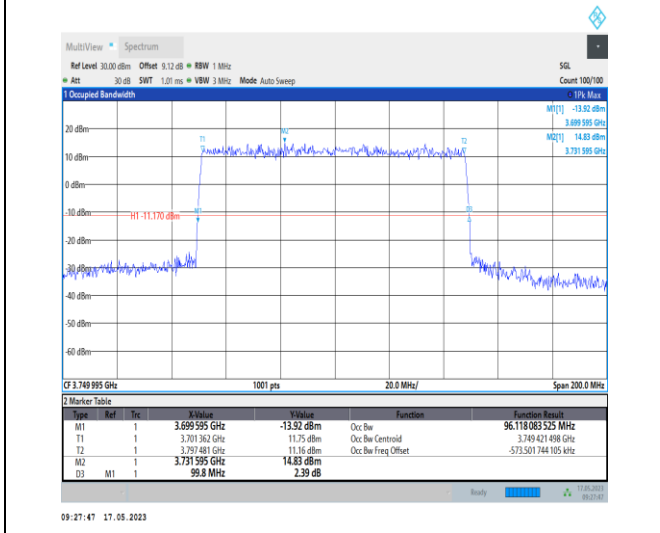 MultiView Spectrum
Ref Level 30.00 dBm Offset 9.12 dB RBW 1 MHz SGL
Att 30 dB SWT 1.01 ms VBW 3 MHz Mode Auto Sweep Count 100/100
1 Occupied Bandwidth 1Pk Max
M1[1] -13.92 dBm
3.699 595 GHz
M2[1] 14.83 dBm
3.731 595 GHz
20 dBm
T1 M2 T2
10 dBm
0 dBm
-10 dBm
H1 -11.170 dBm M1
-20 dBm
-30 dBm
-40 dBm
-50 dBm
-60 dBm
CF 3.749 995 GHz 1001 pts 20.0 MHz/ Span 200.0 MHz
2 Marker Table
Type Ref Trc X-Value Y-Value Function Function Result
M1 1 3.699 595 GHz -13.92 dBm Occ Bw 96.118 083 525 MHz
T1 1 3.701 362 GHz 11.75 dBm Occ Bw Centroid 3.749 421 498 GHz
T2 1 3.797 481 GHz 11.16 dBm Occ Bw Freq Offset -573.501 744 105 kHz
M2 1 3.731 595 GHz 14.83 dBm
D3 M1 1 99.8 MHz 2.39 dB
Ready 17.05.2023
09:27:47
09:27:47 17.05.2023